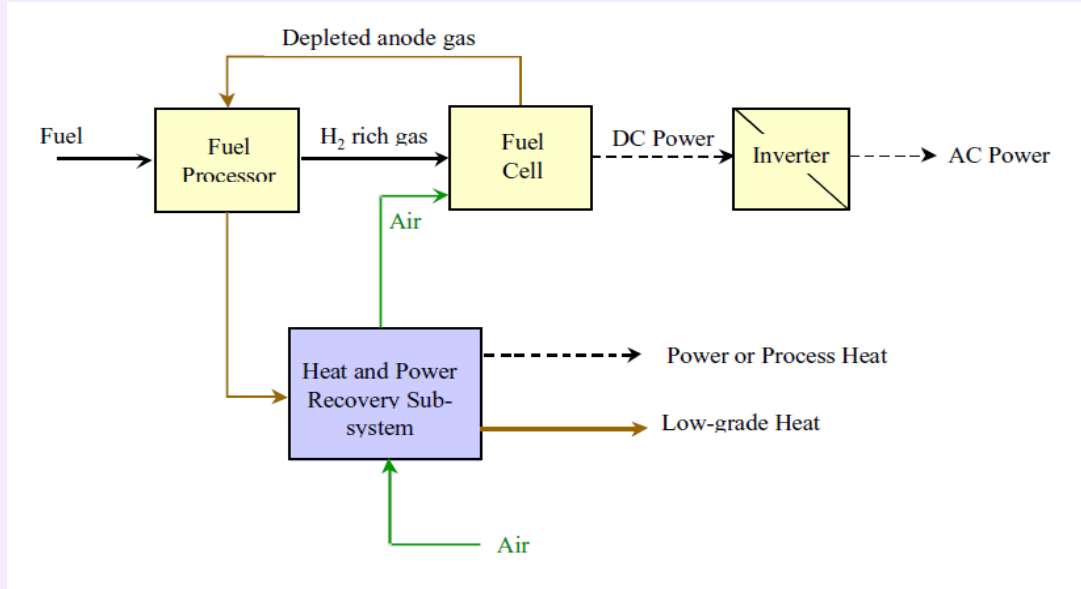 Depleted anode gas
Fuel
Fuel
Processor
H₂ rich gas
Fuel
Cell
DC Power
Inverter
AC Power
Air
Heat and Power
Recovery Sub-
system
Power or Process Heat
Low-grade Heat
Air